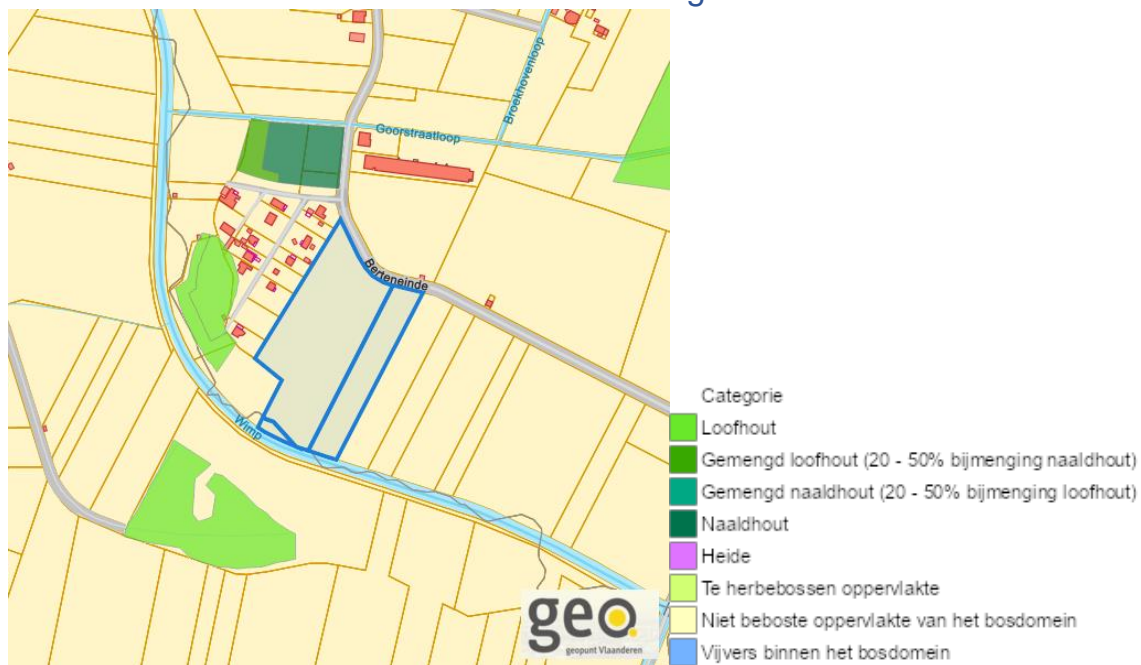 Goorstraatloop
Broekhovenloop
Berteneinde
Wimp
Categorie
Loofhout
Gemengd loofhout (20 - 50% bijmenging naaldhout)
Gemengd naaldhout (20 - 50% bijmenging loofhout)
Naaldhout
Heide
Te herbebossen oppervlakte
Niet beboste oppervlakte van het bosdomein
Vijvers binnen het bosdomein
geo.
geopunt Vlaanderen